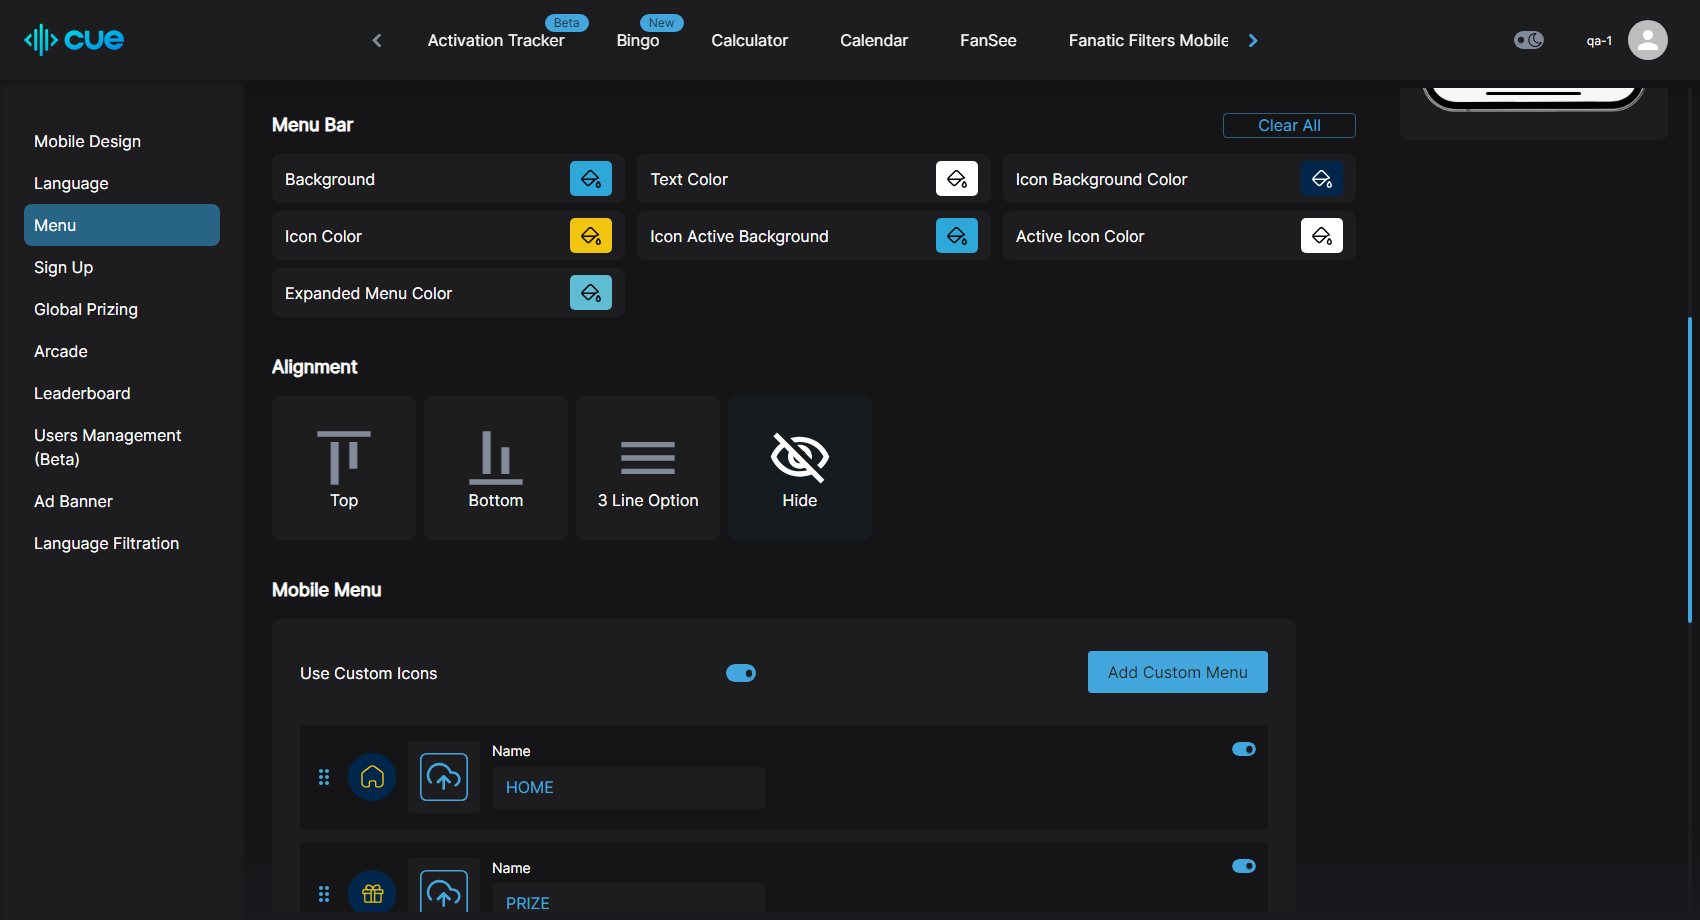 cue
Activation Tracker
Beta
Bingo
New
Calculator
Calendar
FanSee
Fanatic Filters Mobile
qa-1
Mobile Design
Language
Menu
Sign Up
Global Prizing
Arcade
Leaderboard
Users Management
(Beta)
Ad Banner
Language Filtration
Menu Bar
Clear All
Background
Text Color
Icon Background Color
Icon Color
Icon Active Background
Active Icon Color
Expanded Menu Color
Alignment
Top
Bottom
3 Line Option
Hide
Mobile Menu
Use Custom Icons
Add Custom Menu
Name
HOME
Name
PRIZE